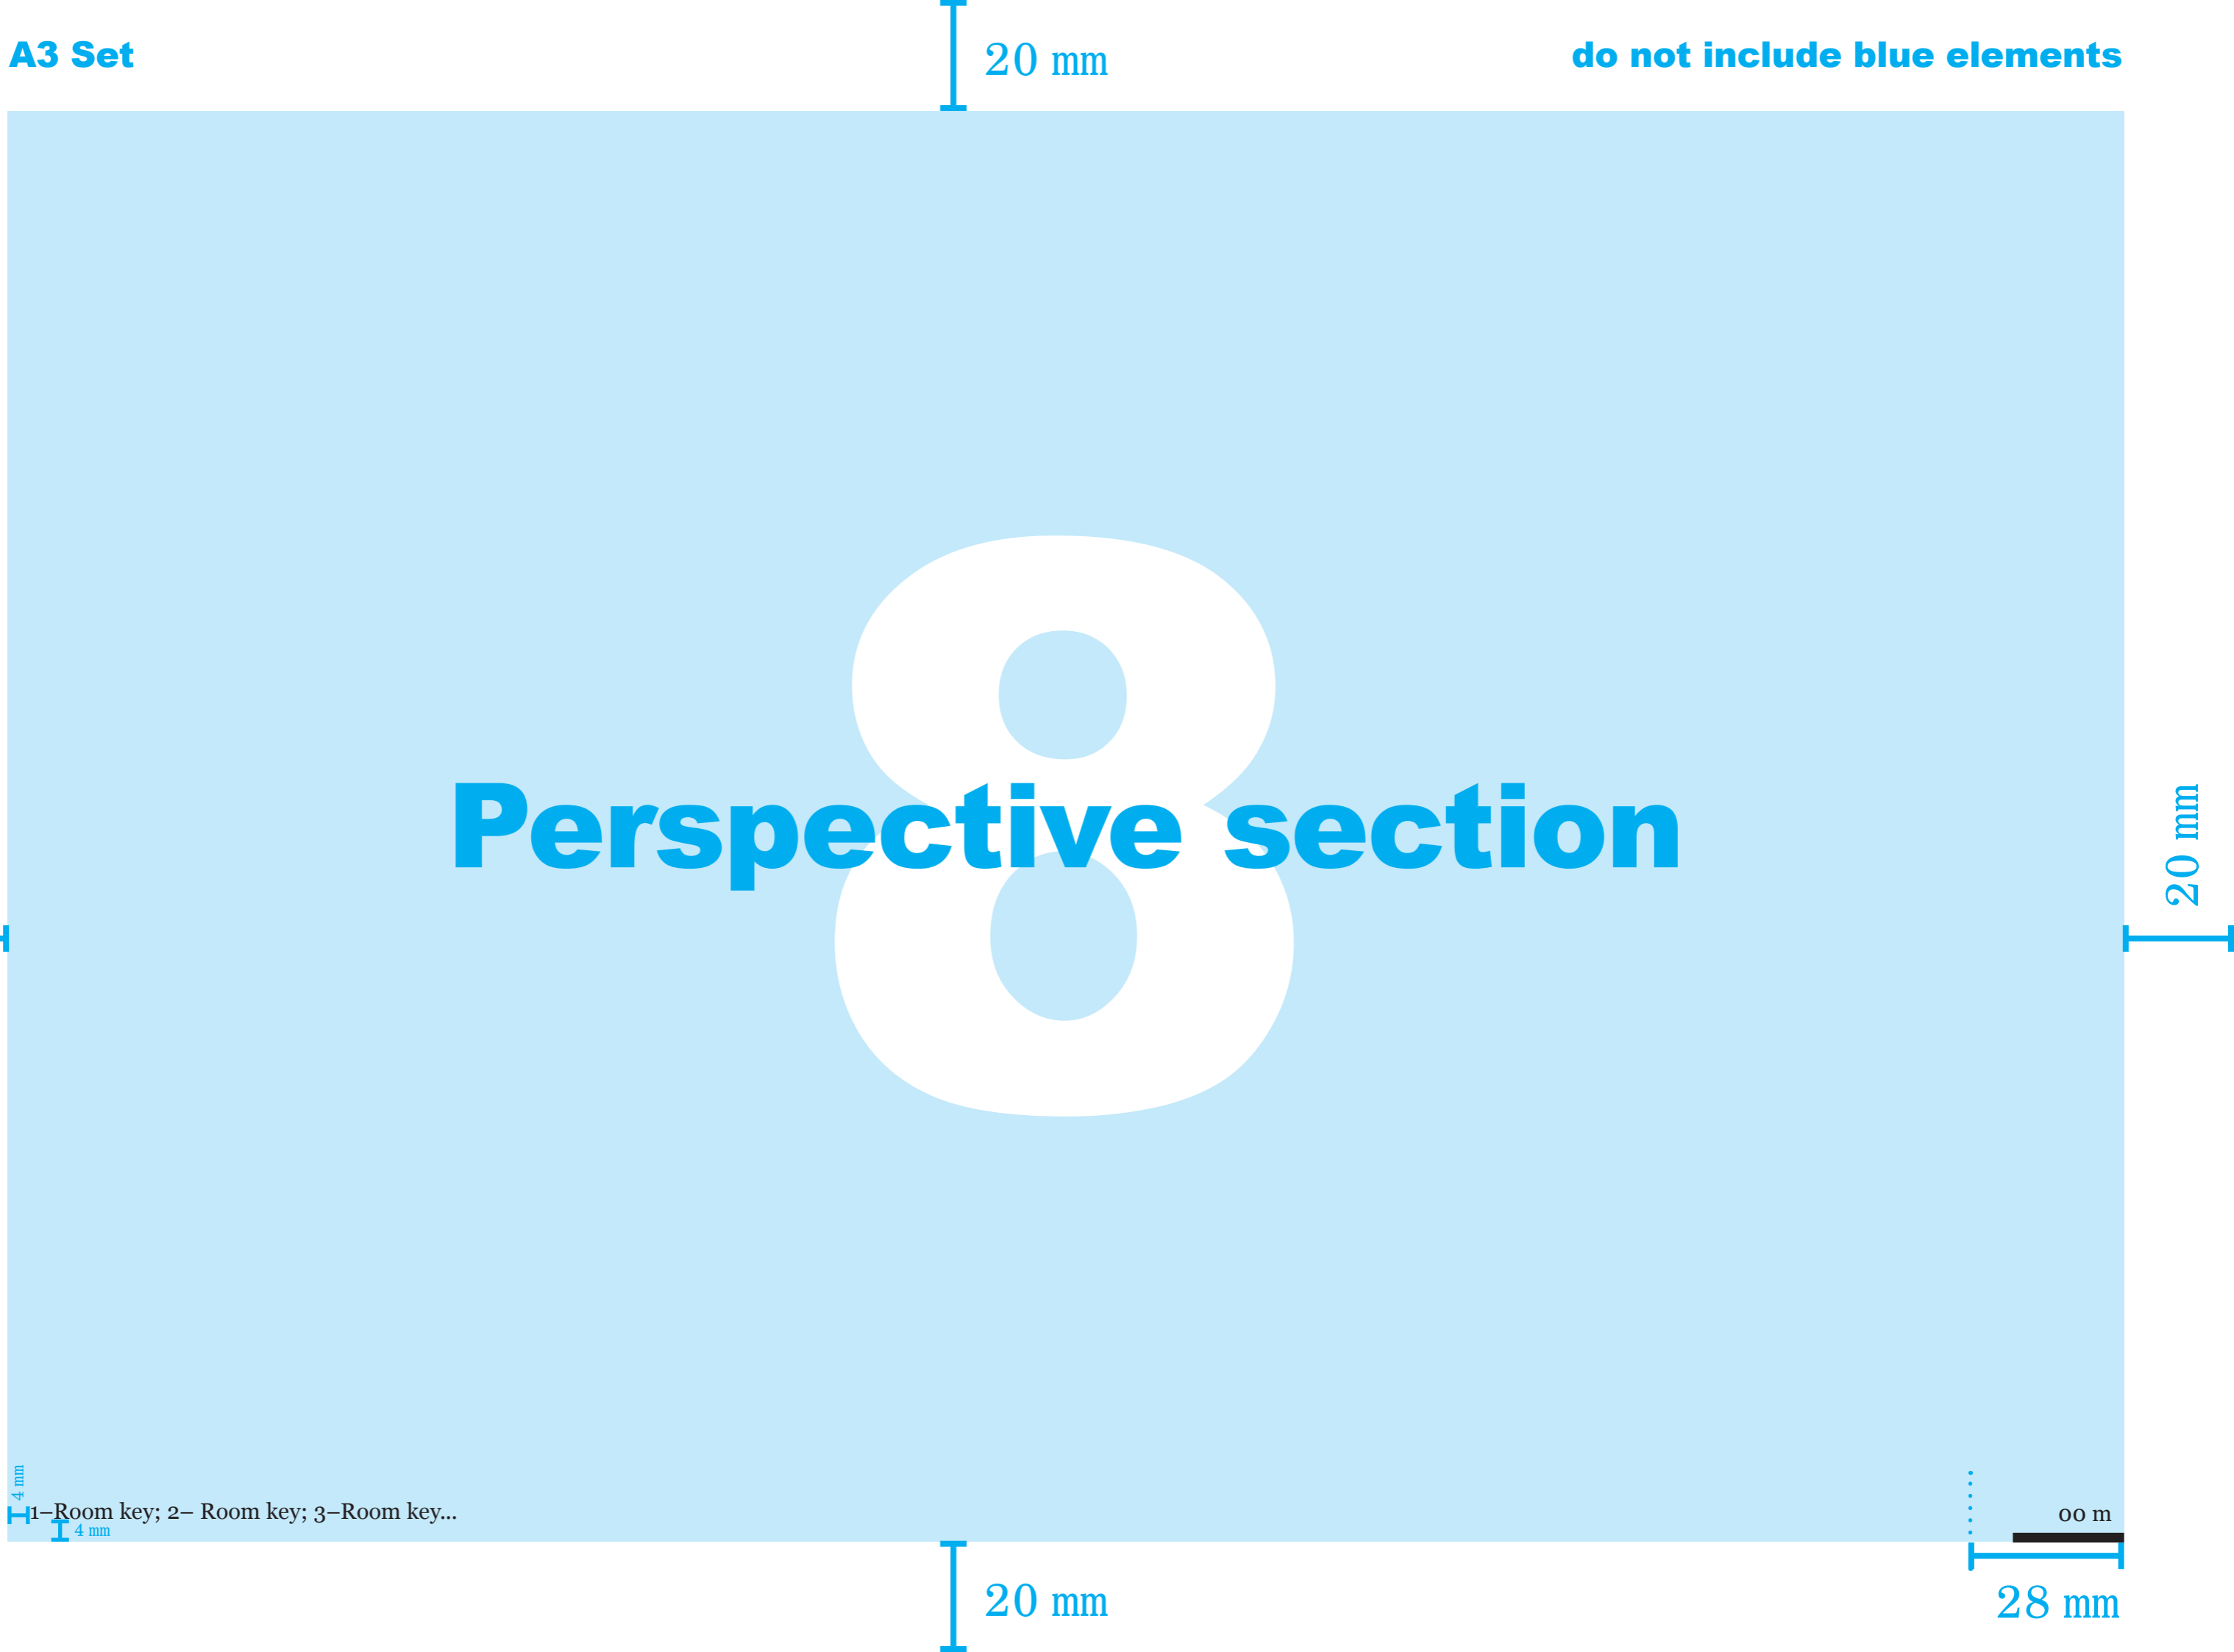 A3 Set
20 mm
do not include blue elements
8
Perspective section
20 mm
4 mm
1–Room key; 2– Room key; 3–Room key...
4 mm
00 m
20 mm
28 mm